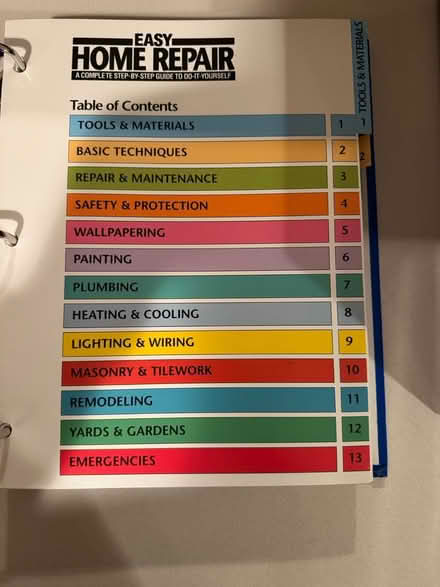 EASY
HOME REPAIR
A COMPLETE STEP-BY-STEP GUIDE TO DO-IT-YOURSELF
Table of Contents
TOOLS & MATERIALS 1
BASIC TECHNIQUES 2
REPAIR & MAINTENANCE 3
SAFETY & PROTECTION 4
WALLPAPERING 5
PAINTING 6
PLUMBING 7
HEATING & COOLING 8
LIGHTING & WIRING 9
MASONRY & TILEWORK 10
REMODELING 11
YARDS & GARDENS 12
EMERGENCIES 13
TOOLS & MATERIALS
1
2